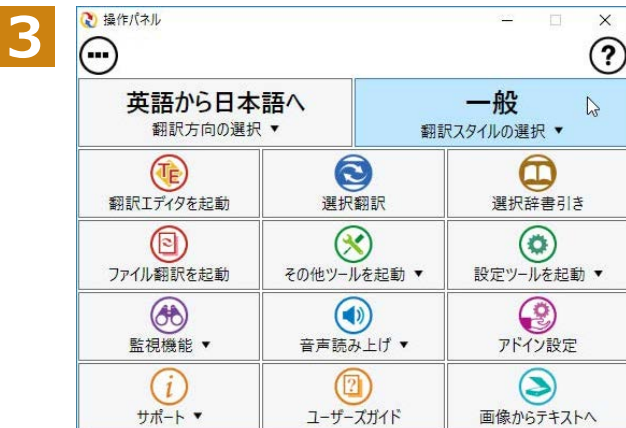 3
操作パネル
?
英語から日本語へ
翻訳方向の選択 ▼
一般
翻訳スタイルの選択 ▼
TE
翻訳エディタを起動
選択翻訳
選択辞書引き
ファイル翻訳を起動
その他ツールを起動 ▼
設定ツールを起動 ▼
監視機能 ▼
音声読み上げ ▼
アドイン設定
i
サポート ▼
?
ユーザーズガイド
画像からテキストへ